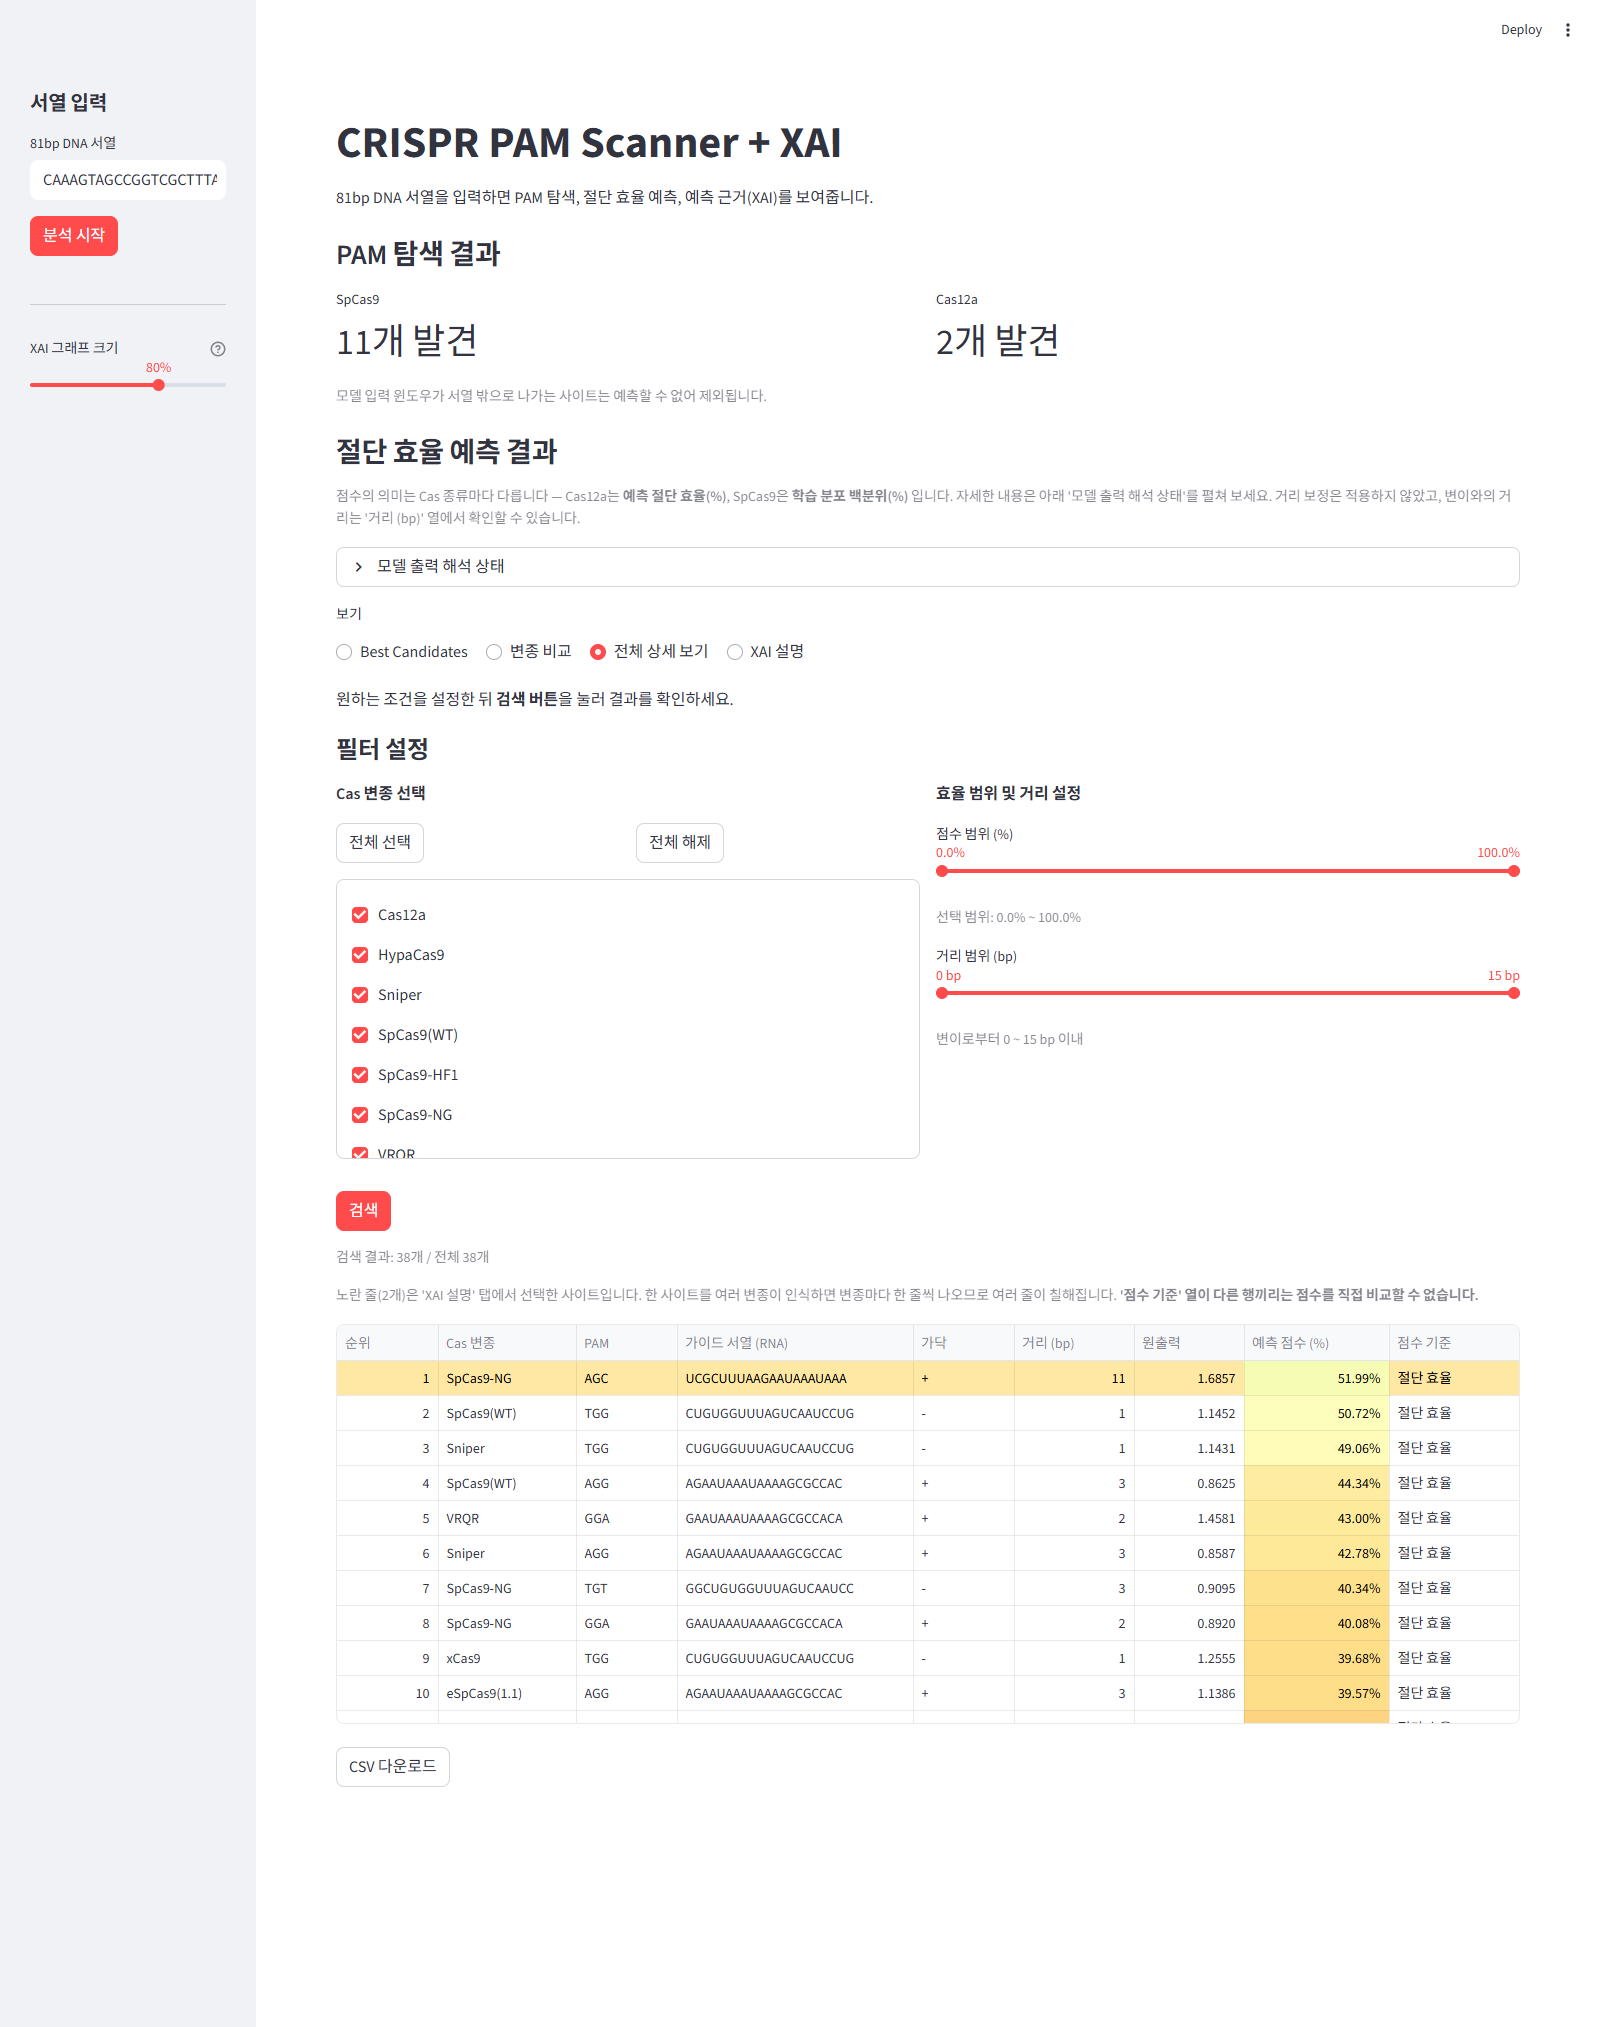 Deploy
서열 입력
81bp DNA 서열
CAAAGTAGCCGGTCGCTTTA
분석 시작
XAI 그래프 크기
80%
CRISPR PAM Scanner + XAI
81bp DNA 서열을 입력하면 PAM 탐색, 절단 효율 예측, 예측 근거(XAI)를 보여줍니다.
PAM 탐색 결과
SpCas9
11개 발견
Cas12a
2개 발견
모델 입력 윈도우가 서열 밖으로 나가는 사이트는 예측할 수 없어 제외됩니다.
절단 효율 예측 결과
점수의 의미는 Cas 종류마다 다릅니다 — Cas12a는 예측 절단 효율(%), SpCas9은 학습 분포 백분위(%) 입니다. 자세한 내용은 아래 '모델 출력 해석 상태'를 펼쳐 보세요. 거리 보정은 적용하지 않았고, 변이와의 거
리는 '거리 (bp)' 열에서 확인할 수 있습니다.
모델 출력 해석 상태
보기
Best Candidates 변종 비교 전체 상세 보기 XAI 설명
원하는 조건을 설정한 뒤 검색 버튼을 눌러 결과를 확인하세요.
필터 설정
Cas 변종 선택
전체 선택 전체 해제
Cas12a
HypaCas9
Sniper
SpCas9(WT)
SpCas9-HF1
SpCas9-NG
VRQR
효율 범위 및 거리 설정
점수 범위 (%)
0.0% 100.0%
선택 범위: 0.0% ~ 100.0%
거리 범위 (bp)
0 bp 15 bp
변이로부터 0 ~ 15 bp 이내
검색
검색 결과: 38개 / 전체 38개
노란 줄(2개)은 'XAI 설명' 탭에서 선택한 사이트입니다. 한 사이트를 여러 변종이 인식하면 변종마다 한 줄씩 나오므로 여러 줄이 칠해집니다. '점수 기준' 열이 다른 행끼리는 점수를 직접 비교할 수 없습니다.
순위 Cas 변종 PAM 가이드 서열 (RNA) 가닥 거리 (bp) 원출력 예측 점수 (%) 점수 기준
1 SpCas9-NG AGC UCGCUUUAAGAAUAAAUAAA + 11 1.6857 51.99% 절단 효율
2 SpCas9(WT) TGG CUGUGGUUUAGUCAAUCCUG - 1 1.1452 50.72% 절단 효율
3 Sniper TGG CUGUGGUUUAGUCAAUCCUG - 1 1.1431 49.06% 절단 효율
4 SpCas9(WT) AGG AGAAUAAAUAAAAGCGCCAC + 3 0.8625 44.34% 절단 효율
5 VRQR GGA GAAUAAAUAAAAGCGCCACA + 2 1.4581 43.00% 절단 효율
6 Sniper AGG AGAAUAAAUAAAAGCGCCAC + 3 0.8587 42.78% 절단 효율
7 SpCas9-NG TGT GGCUGUGGUUUAGUCAAUCC - 3 0.9095 40.34% 절단 효율
8 SpCas9-NG GGA GAAUAAAUAAAAGCGCCACA + 2 0.8920 40.08% 절단 효율
9 xCas9 TGG CUGUGGUUUAGUCAAUCCUG - 1 1.2555 39.68% 절단 효율
10 eSpCas9(1.1) AGG AGAAUAAAUAAAAGCGCCAC + 3 1.1386 39.57% 절단 효율
CSV 다운로드